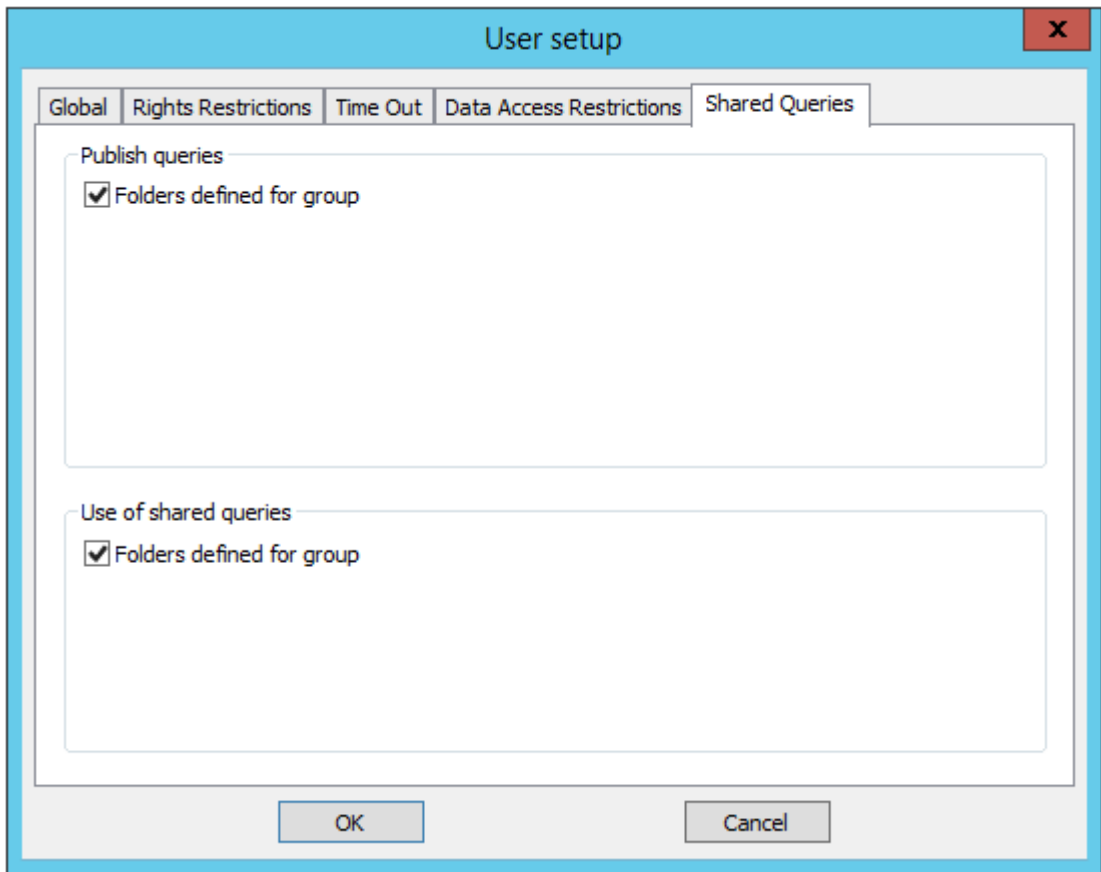 User setup
x
Global Rights Restrictions Time Out Data Access Restrictions Shared Queries
Publish queries
Folders defined for group
Use of shared queries
Folders defined for group
OK Cancel